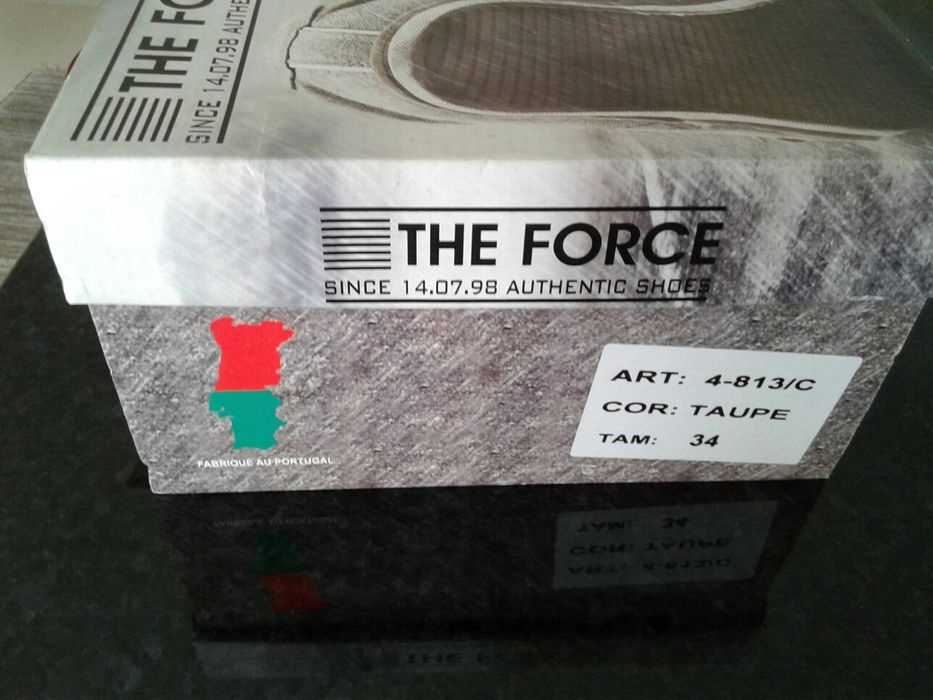 THE FO
SINCE 14.07.98 AUTHE
THE FORCE
SINCE 14.07.98 AUTHENTIC SHOES
FABRIQUE AU PORTUGAL
ART: 4-813/C
COR: TAUPE
TAM: 34